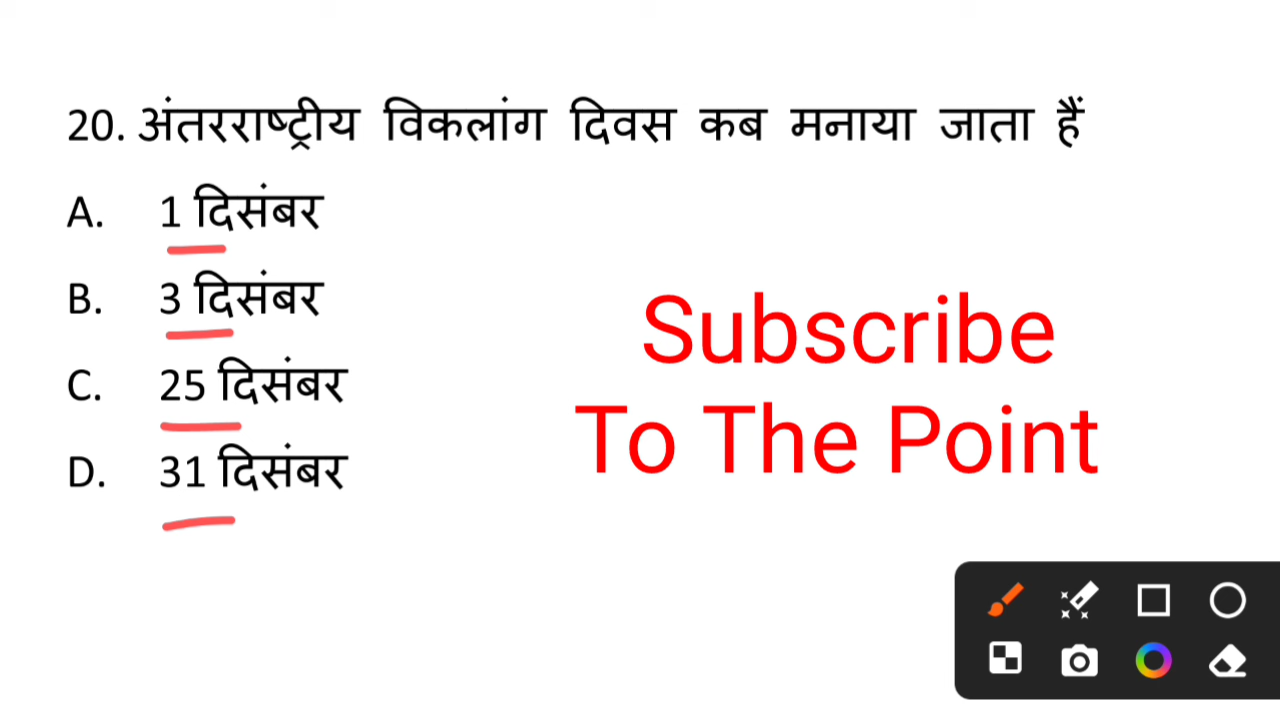 20. अंतरराष्ट्रीय विकलांग दिवस कब मनाया जाता हैं
A. 1 दिसंबर
B. 3 दिसंबर
C. 25 दिसंबर
D. 31 दिसंबर
Subscribe
To The Point